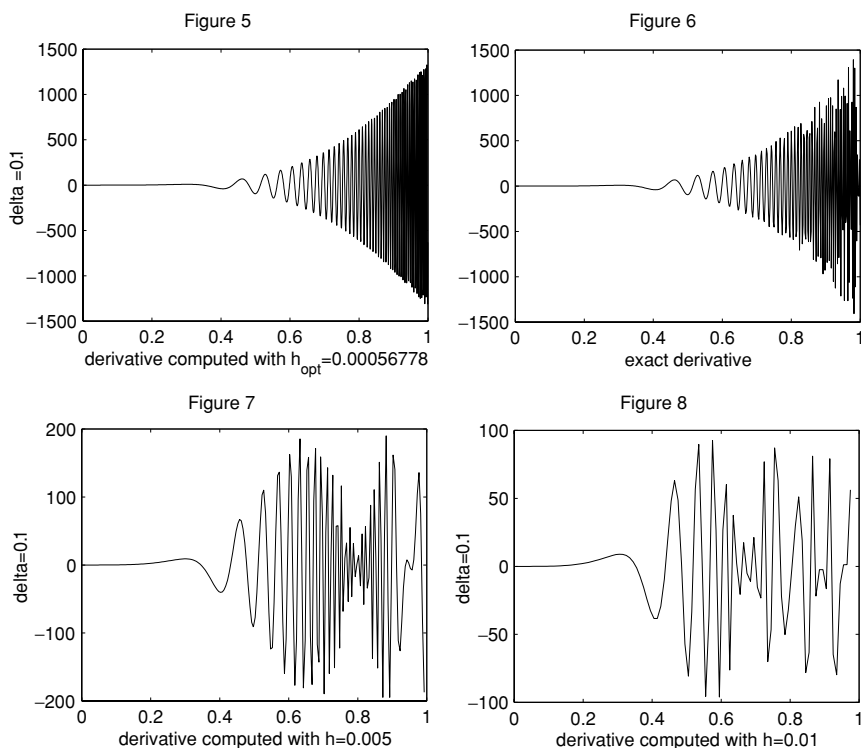 Figure 5
1500
1000
500
0
−500
−1000
−1500
delta =0.1
0 0.2 0.4 0.6 0.8 1
derivative computed with h_opt=0.00056778
Figure 6
1500
1000
500
0
−500
−1000
−1500
0 0.2 0.4 0.6 0.8 1
exact derivative
Figure 7
200
100
0
−100
−200
delta=0.1
0 0.2 0.4 0.6 0.8 1
derivative computed with h=0.005
Figure 8
100
50
0
−50
−100
delta=0.1
0 0.2 0.4 0.6 0.8 1
derivative computed with h=0.01